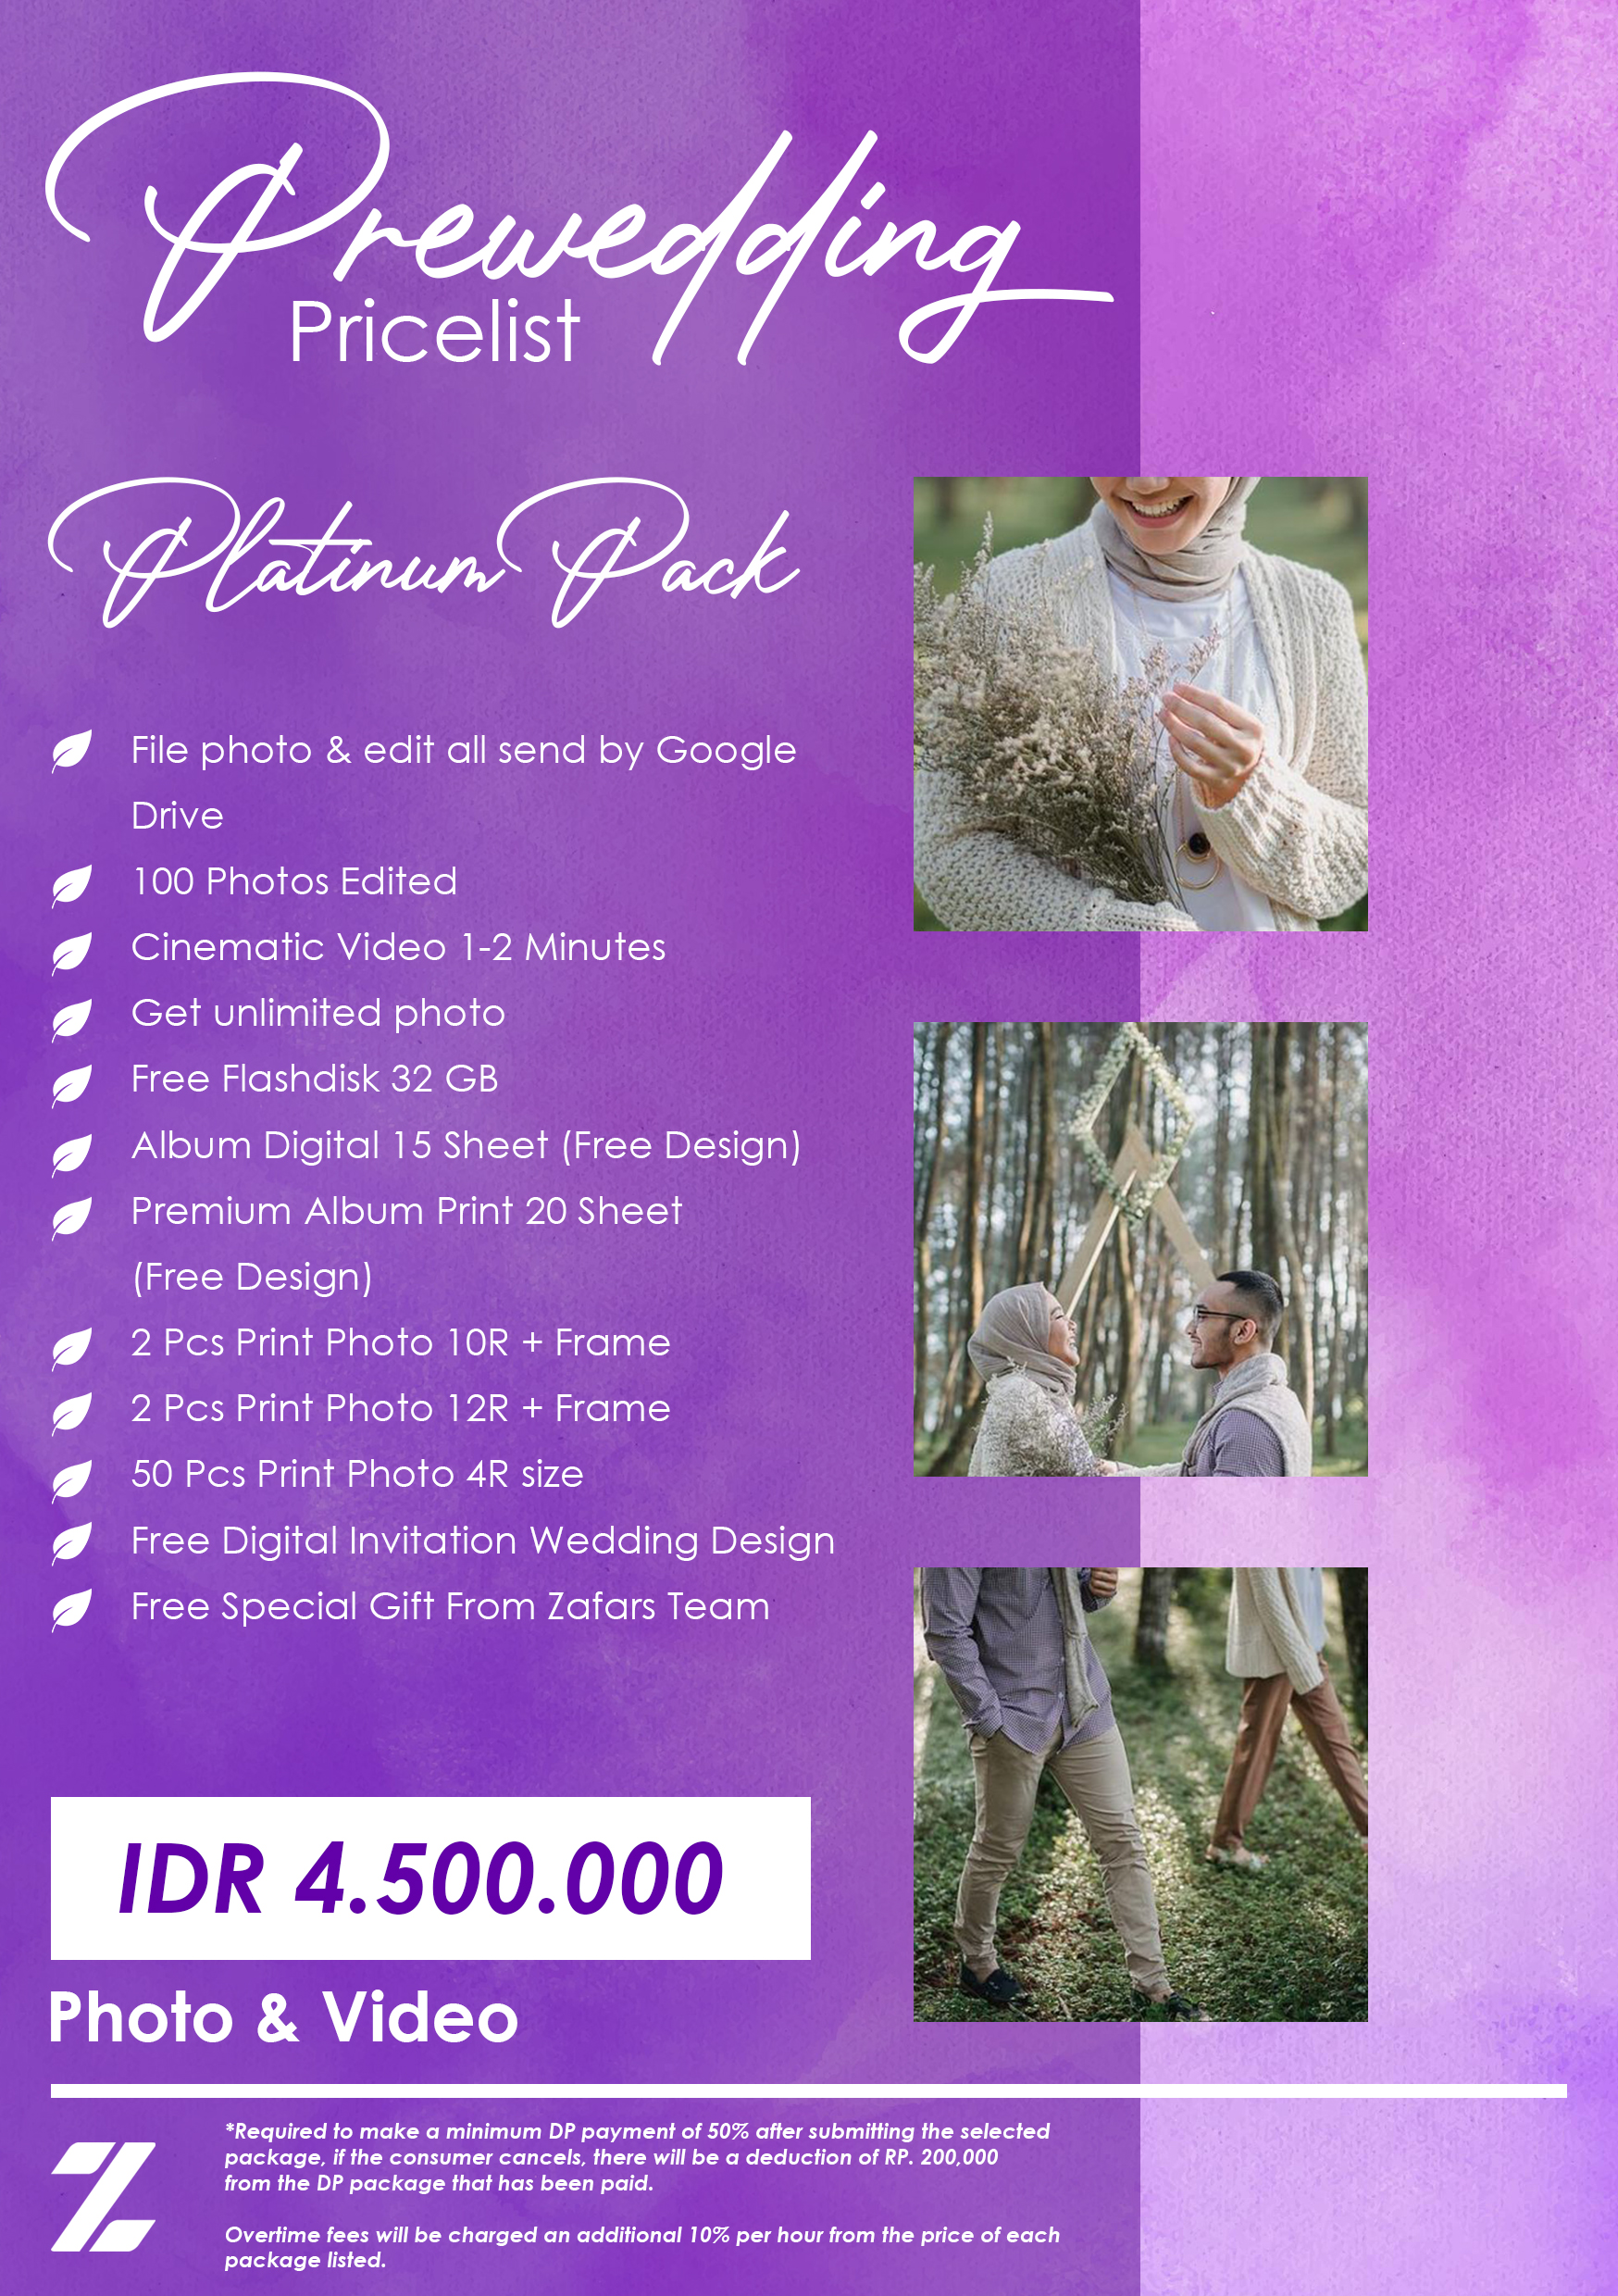 Prewedding
Pricelist
Platinum Pack
File photo & edit all send by Google
Drive
100 Photos Edited
Cinematic Video 1-2 Minutes
Get unlimited photo
Free Flashdisk 32 GB
Album Digital 15 Sheet (Free Design)
Premium Album Print 20 Sheet
(Free Design)
2 Pcs Print Photo 10R + Frame
2 Pcs Print Photo 12R + Frame
50 Pcs Print Photo 4R size
Free Digital Invitation Wedding Design
Free Special Gift From Zafars Team
IDR 4.500.000
Photo & Video
*Required to make a minimum DP payment of 50% after submitting the selected
package, if the consumer cancels, there will be a deduction of RP. 200,000
from the DP package that has been paid.
Overtime fees will be charged an additional 10% per hour from the price of each
package listed.